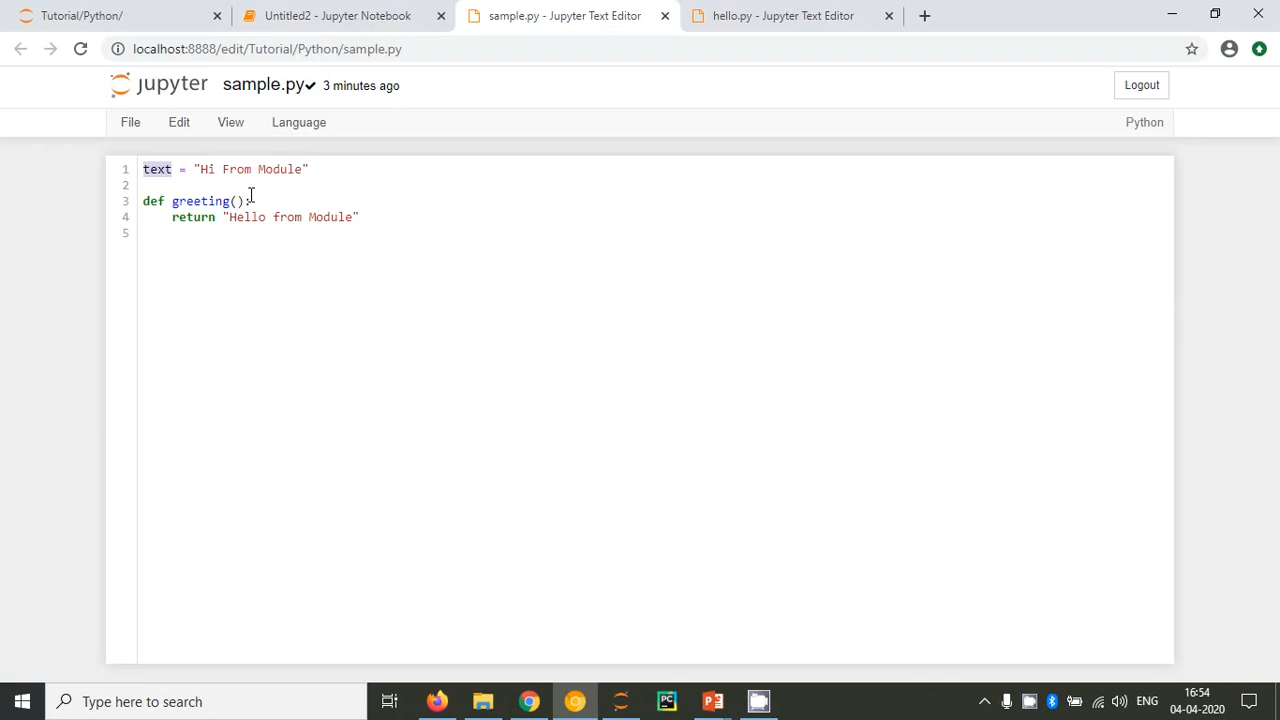 Tutorial/Python/
Untitled2 - Jupyter Notebook
sample.py - Jupyter Text Editor
hello.py - Jupyter Text Editor
localhost:8888/edit/Tutorial/Python/sample.py
jupyter sample.py 3 minutes ago
Logout
File Edit View Language
Python
1 text = "Hi From Module"
2
3 def greeting():
4 return "Hello from Module"
5
Type here to search
PC
P
ENG
16:54
04-04-2020